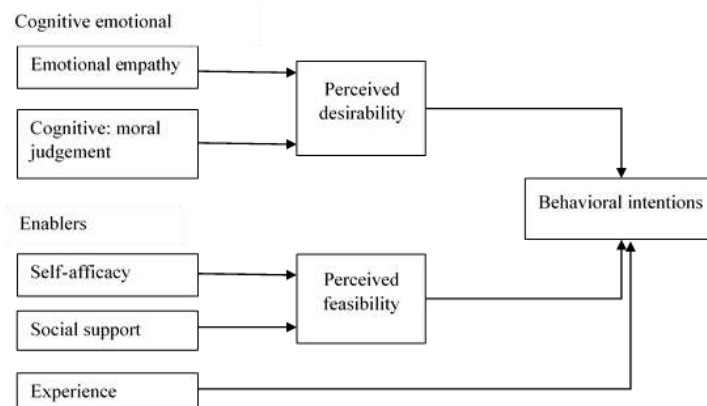 Cognitive emotional
Emotional empathy
Cognitive: moral
judgement
Perceived
desirability
Behavioral intentions
Enablers
Self-afficacy
Social support
Perceived
feasibility
Experience